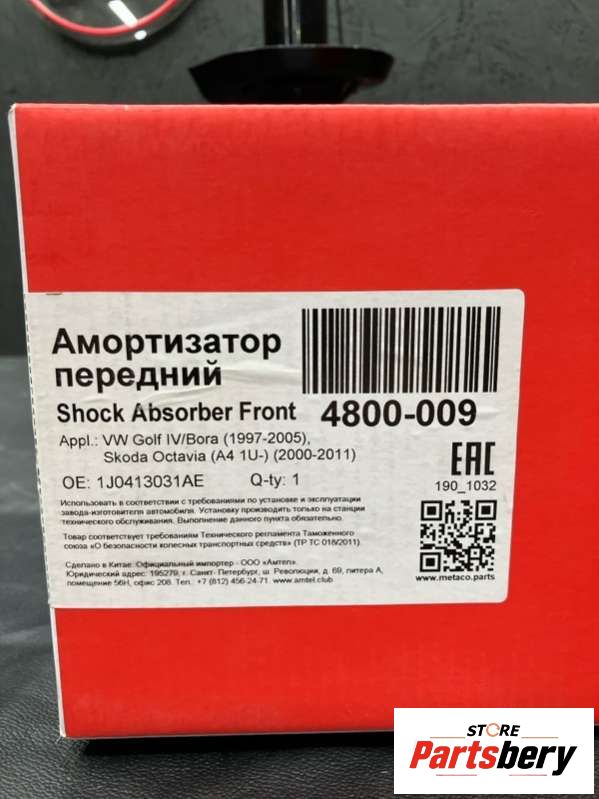 Амортизатор
передний
Shock Absorber Front 4800-009
Appl.: VW Golf IV/Bora (1997-2005),
Skoda Octavia (A4 1U-) (2000-2011)
OE: 1J0413031AE Q-ty: 1
EAC
190_1032
Использовать в соответствии с требованиями по установке и эксплуатации
завода-изготовителя автомобиля. Установку производить только на станции
технического обслуживания. Выполнение данного пункта обязательно.
Товар соответствует требованиям Технического регламента Таможенного
союза «О безопасности колесных транспортных средств» (ТР ТС 018/2011).
Сделано в Китае. Официальный импортер - ООО «Амтел».
Юридический адрес: 195279, г. Санкт- Петербург, ш. Революции, д. 69, литера А,
помещение 56Н, офис 208. Тел.: +7 (812) 456-24-71. www.amtel.club
www.metaco.parts
STORE
Partsbery